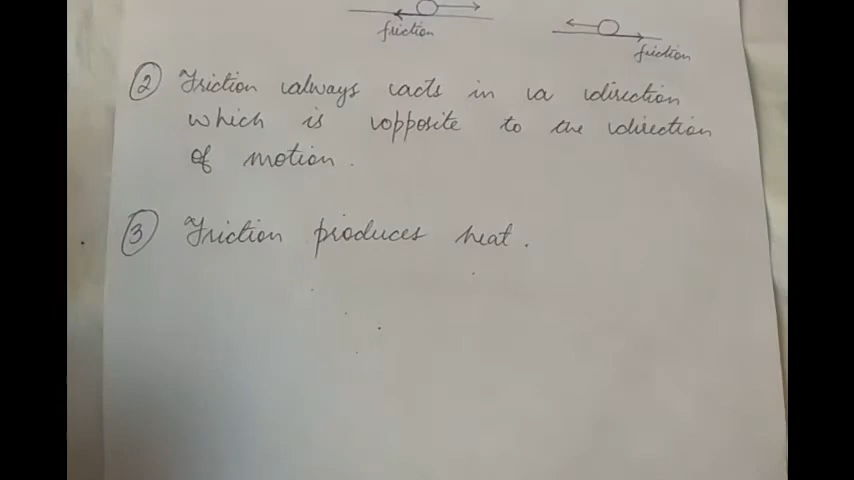 friction
friction
② Friction always acts in a direction
which is opposite to the direction
of motion.
③ Friction produces heat.